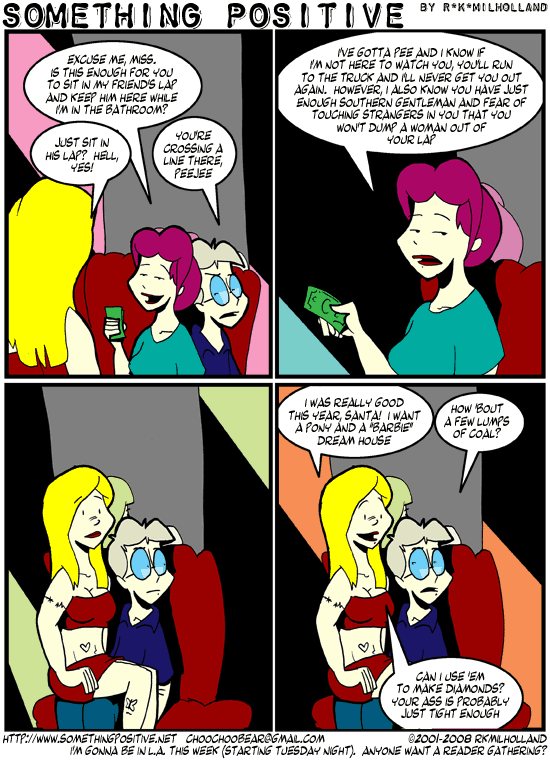 SOMETHING POSITIVE BY R*K*MILHOLLAND
EXCUSE ME, MISS.
IS THIS ENOUGH FOR YOU
TO SIT IN MY FRIEND'S LAP
AND KEEP HIM HERE WHILE
I'M IN THE BATHROOM?
JUST SIT IN
HIS LAP? HELL,
YES!
YOU'RE
CROSSING A
LINE THERE,
PEEJEE
I'VE GOTTA PEE AND I KNOW IF
I'M NOT HERE TO WATCH YOU, YOU'LL RUN
TO THE TRUCK AND I'LL NEVER GET YOU OUT
AGAIN. HOWEVER, I ALSO KNOW YOU HAVE JUST
ENOUGH SOUTHERN GENTLEMAN AND FEAR OF
TOUCHING STRANGERS IN YOU THAT YOU
WON'T DUMP A WOMAN OUT OF
YOUR LAP
I WAS REALLY GOOD
THIS YEAR, SANTA! I WANT
A PONY AND A "BARBIE"
DREAM HOUSE
HOW 'BOUT
A FEW LUMPS
OF COAL?
CAN I USE 'EM
TO MAKE DIAMONDS?
YOUR ASS IS PROBABLY
JUST TIGHT ENOUGH
HTTP://WWW.SOMETHINGPOSITIVE.NET CHOOCHOOBEAR@GMAIL.COM ©2001-2008 RKMILHOLLAND
I'M GONNA BE IN L.A. THIS WEEK (STARTING TUESDAY NIGHT). ANYONE WANT A READER GATHERING?